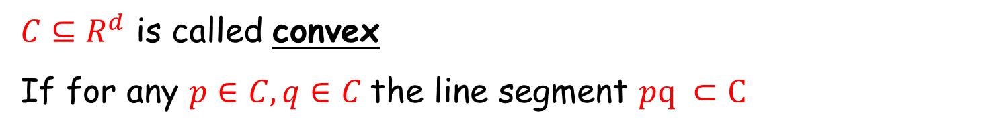 C ⊆ R^d is called convex
If for any p ∈ C, q ∈ C the line segment pq ⊂ C